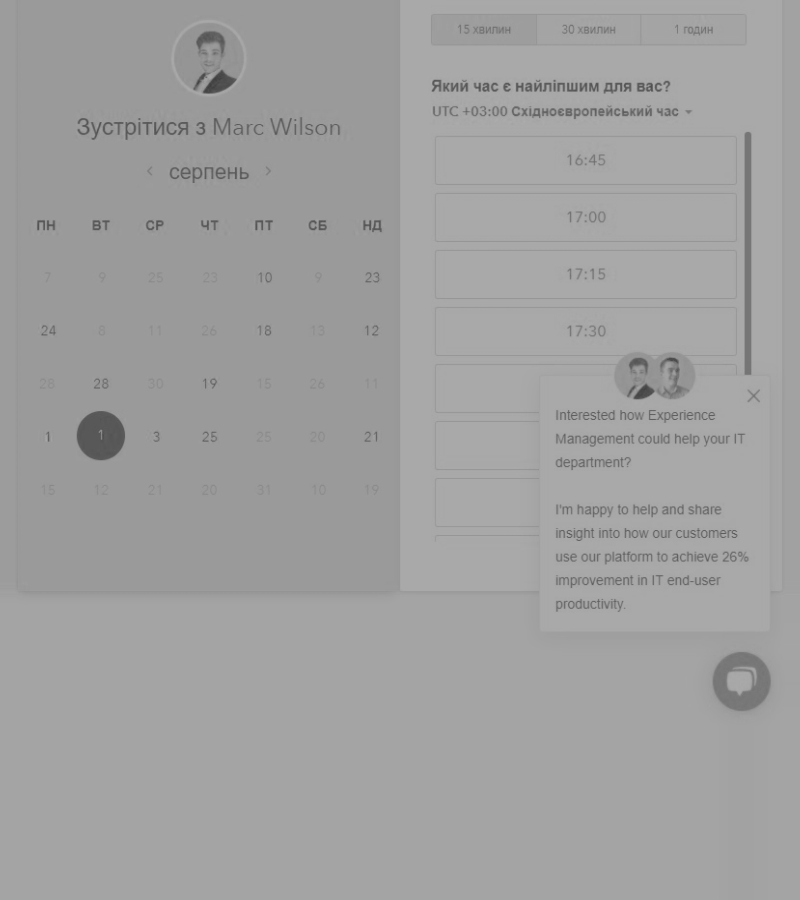 Зустрітися з Marc Wilson
серпень
ПН ВТ СР ЧТ ПТ СБ НД
7 9 25 23 10 9 23
24 8 11 26 18 13 12
28 28 30 19 15 26 11
1 1 3 25 25 20 21
15 12 21 20 31 10 19
15 хвилин 30 хвилин 1 годин
Який час є найліпшим для вас?
UTC +03:00 Східноєвропейський час
16:45
17:00
17:15
17:30
Interested how Experience
Management could help your IT
department?
I'm happy to help and share
insight into how our customers
use our platform to achieve 26%
improvement in IT end-user
productivity.